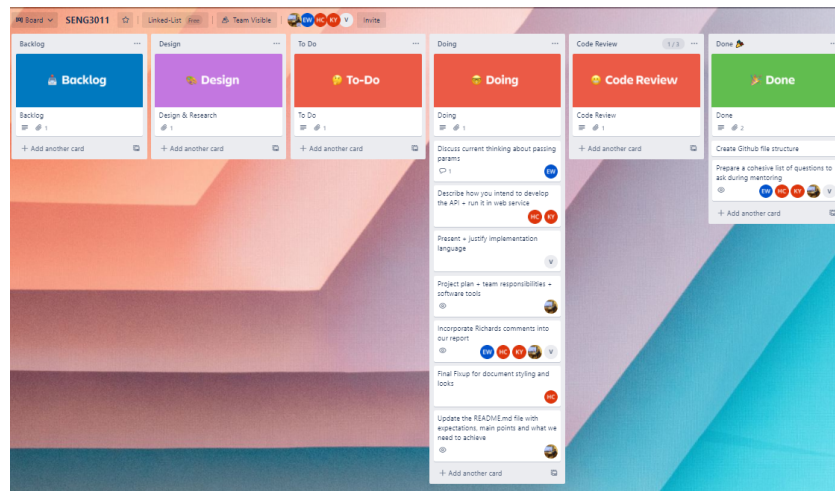 Board SENG3011 Linked-List Free Team Visible EW HC KY V Invite
Backlog
Backlog
Backlog
1
+ Add another card
Design
Design
Design & Research
1
+ Add another card
To Do
To-Do
To Do
1
+ Add another card
Doing
Doing
Doing
1
Discuss current thinking about passing
params
1
EW
Describe how you intend to develop
the API + run it in web service
HC KY
Present + justify implementation
language
V
Project plan + team responsibilities +
software tools
Incorporate Richards comments into
our report
EW HC KY V
Final Fixup for document styling and
looks
HC
Update the README.md file with
expectations, main points and what we
need to achieve
+ Add another card
Code Review 1/3
Code Review
Code Review
1
+ Add another card
Done
Done
Done
2
Create Github file structure
Prepare a cohesive list of questions to
ask during mentoring
EW HC KY V
+ Add another card